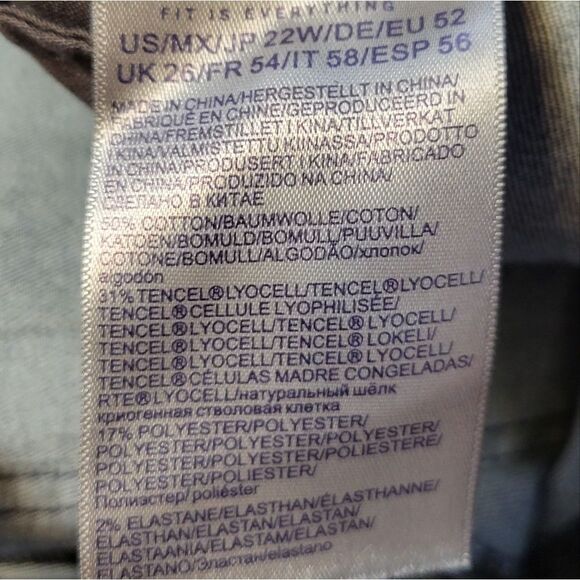 FIT IS EVERYTHING
US/MX/JP 22W/DE/EU 52
UK 26/FR 54/IT 58/ESP 56
MADE IN CHINA/HERGESTELLT IN CHINA/
FABRIQUÉ EN CHINE/GEPRODUCEERD IN
CHINA/FREMSTILLET I KINA/TILLVERKAT
I KINA/VALMISTETTU KIINASSA/PRODOTTO
IN CHINA/PRODUSERT I KINA/FABRICADO
EN CHINA/PRODUZIDO NA CHINA/
СДЕЛАНО В КИТАЕ
50% COTTON/BAUMWOLLE/COTON/
KATOEN/BOMULD/BOMULL/PUUVILLA/
COTONE/BOMULL/ALGODÃO/хлопок/
algodón
31% TENCEL®LYOCELL/TENCEL®LYOCELL/
TENCEL®CELLULE LYOPHILISÉE/
TENCEL®LYOCELL/TENCEL®LYOCELL/
TENCEL®LYOCELL/TENCEL®LOKELI/
TENCEL®LYOCELL/TENCEL®LYOCELL/
TENCEL®CÉLULAS MADRE CONGELADAS/
RTE®LYOCELL/натуральный шёлк
криогенная стволовая клетка
17% POLYESTER/POLYESTER/
POLYESTER/POLYESTER/POLYESTER/
POLYESTER/POLYESTER/POLIESTERE/
POLYESTER/POLIESTER/
Полиэстер/ poliéster
2% ELASTANE/ELASTHAN/ÉLASTHANNE/
ELASTHAN/ELASTAN/ELASTAN/
ELASTAANIA/ELASTAM/ELASTAN/
ELASTANO/Эластан/elastano